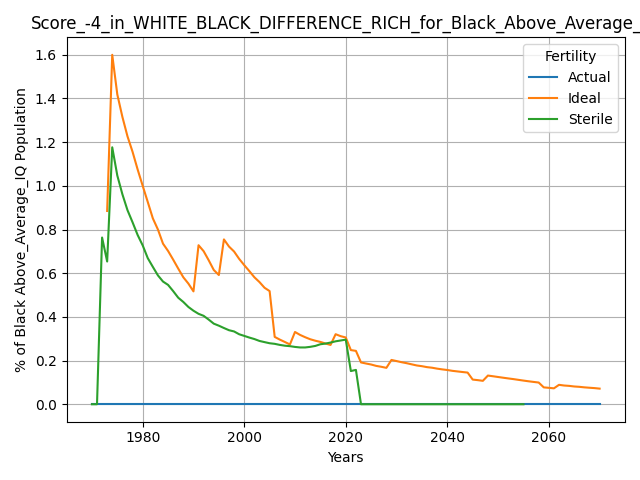 Score_-4_in_WHITE_BLACK_DIFFERENCE_RICH_for_Black_Above_Average_
1.6
1.4
1.2
1.0
0.8
0.6
0.4
0.2
0.0
% of Black Above_Average_IQ Population
Fertility
Actual
Ideal
Sterile
1980
2000
2020
2040
2060
Years